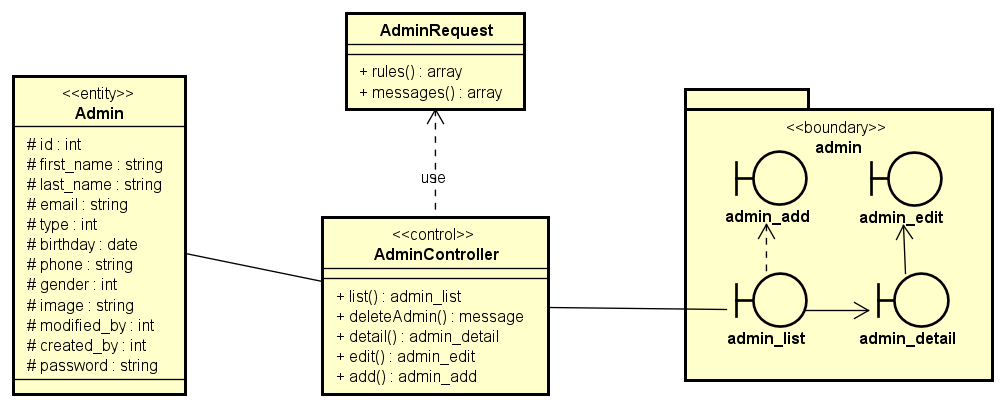 AdminRequest
+ rules() : array
+ messages() : array
<<entity>>
Admin
# id : int
# first_name : string
# last_name : string
# email : string
# type : int
# birthday : date
# phone : string
# gender : int
# image : string
# modified_by : int
# created_by : int
# password : string
use
<<control>>
AdminController
+ list() : admin_list
+ deleteAdmin() : message
+ detail() : admin_detail
+ edit() : admin_edit
+ add() : admin_add
<<boundary>>
admin
admin_add
admin_edit
admin_list
admin_detail